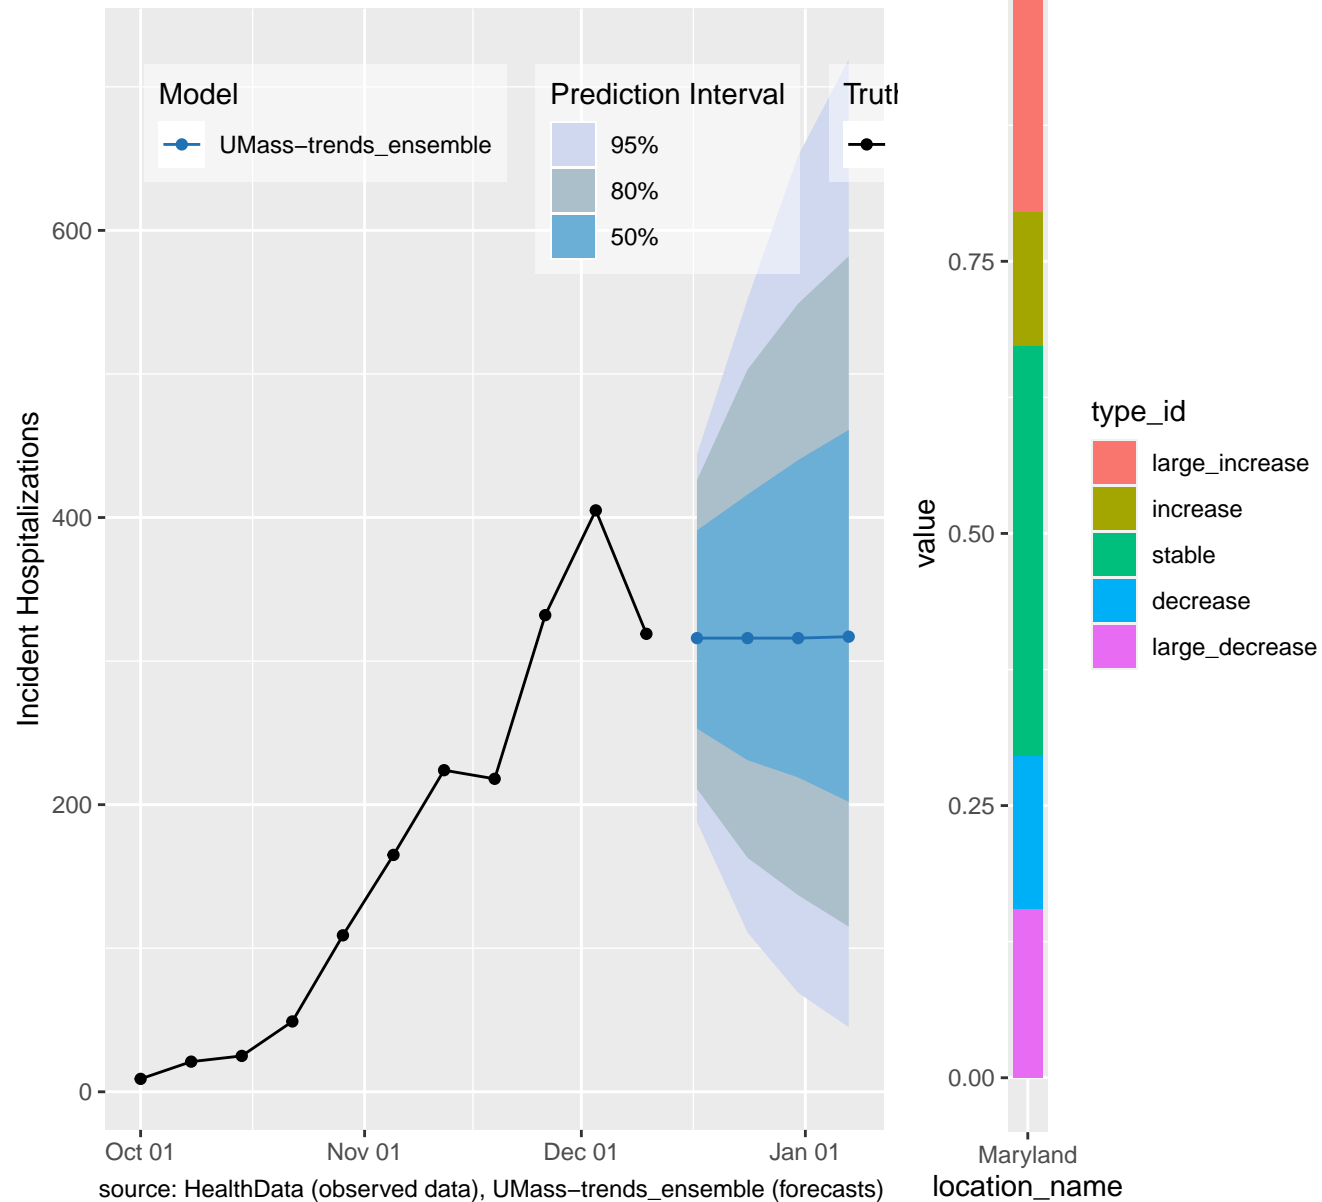 Model
UMass−trends_ensemble
Prediction Interval
95%
80%
50%
Trut
Incident Hospitalizations
600
400
200
0
Oct 01
Nov 01
Dec 01
Jan 01
source: HealthData (observed data), UMass−trends_ensemble (forecasts)
value
0.75
0.50
0.25
0.00
Maryland
location_name
type_id
large_increase
increase
stable
decrease
large_decrease